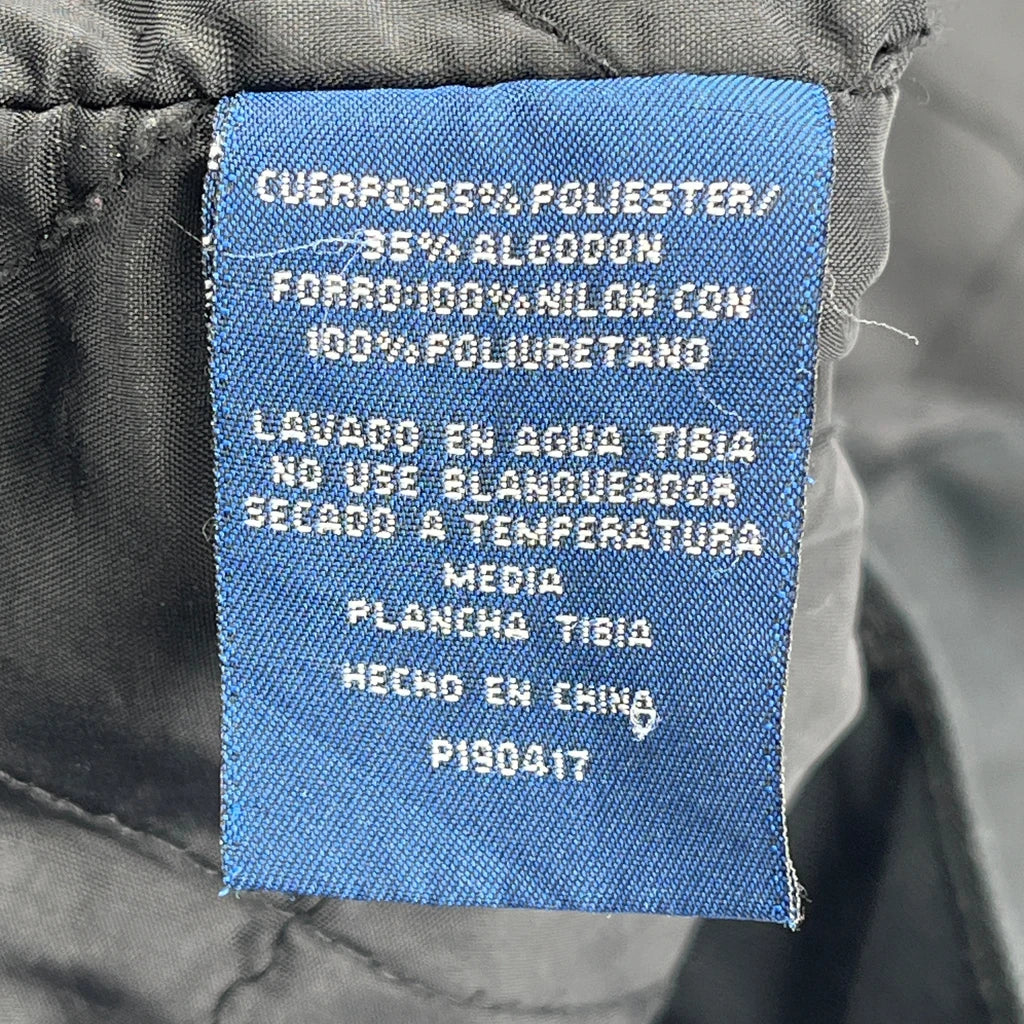 CUERPO:65% POLIESTER/
35% ALGODON
FORRO:100% NILON CON
100% POLIURETANO
LAVADO EN AGUA TIBIA
NO USE BLANQUEADOR
SECADO A TEMPERATURA
MEDIA
PLANCHA TIBIA
HECHO EN CHINA
P190417